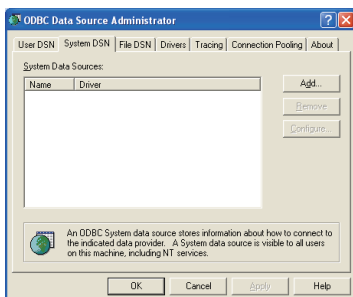 ODBC Data Source Administrator
User DSN System DSN File DSN Drivers Tracing Connection Pooling About
System Data Sources:
Name Driver
Add...
Remove
Configure...
An ODBC System data source stores information about how to connect to
the indicated data provider. A System data source is visible to all users
on this machine, including NT services.
OK Cancel Apply Help